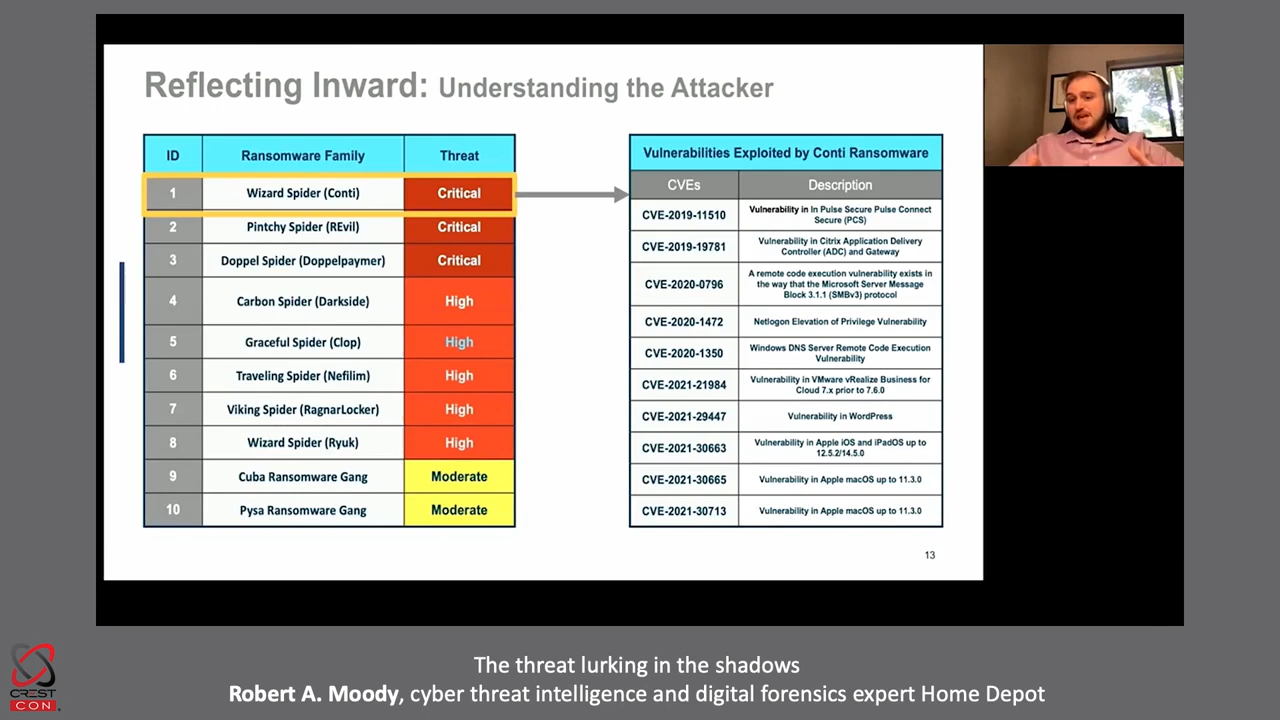 Reflecting Inward: Understanding the Attacker
ID Ransomware Family Threat
1 Wizard Spider (Conti) Critical
2 Pintchy Spider (REvil) Critical
3 Doppel Spider (Doppelpaymer) Critical
4 Carbon Spider (Darkside) High
5 Graceful Spider (Clop) High
6 Traveling Spider (Nefilim) High
7 Viking Spider (RagnarLocker) High
8 Wizard Spider (Ryuk) High
9 Cuba Ransomware Gang Moderate
10 Pysa Ransomware Gang Moderate
Vulnerabilities Exploited by Conti Ransomware
CVEs Description
CVE-2019-11510 Vulnerability in In Pulse Secure Pulse Connect
Secure (PCS)
CVE-2019-19781 Vulnerability in Citrix Application Delivery
Controller (ADC) and Gateway
CVE-2020-0796 A remote code execution vulnerability exists in
the way that the Microsoft Server Message
Block 3.1.1 (SMBv3) protocol
CVE-2020-1472 Netlogon Elevation of Privilege Vulnerability
CVE-2020-1350 Windows DNS Server Remote Code Execution
Vulnerability
CVE-2021-21984 Vulnerability in VMware vRealize Business for
Cloud 7.x prior to 7.6.0
CVE-2021-29447 Vulnerability in WordPress
CVE-2021-30663 Vulnerability in Apple iOS and iPadOS up to
12.5.2/14.5.0
CVE-2021-30665 Vulnerability in Apple macOS up to 11.3.0
CVE-2021-30713 Vulnerability in Apple macOS up to 11.3.0
13
CREST
CON
The threat lurking in the shadows
Robert A. Moody, cyber threat intelligence and digital forensics expert Home Depot